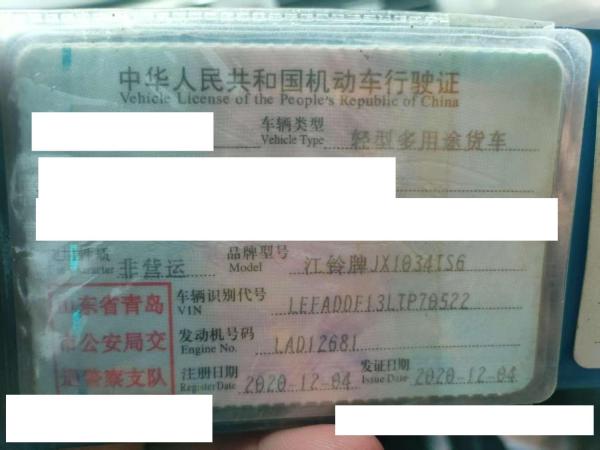 中华人民共和国机动车行驶证
Vehicle License of the People's Republic of China
车辆类型 轻型多用途货车
Vehicle Type
非营运
Character
品牌型号 江铃牌JX1034TS6
Model
山东省青岛
市公安局交
通警察支队
车辆识别代号 LEFADDF13LTP70522
VIN
发动机号码 LAD12681
Engine No.
注册日期 2020-12-04 发证日期 2020-12-04
Register Date Issue Date